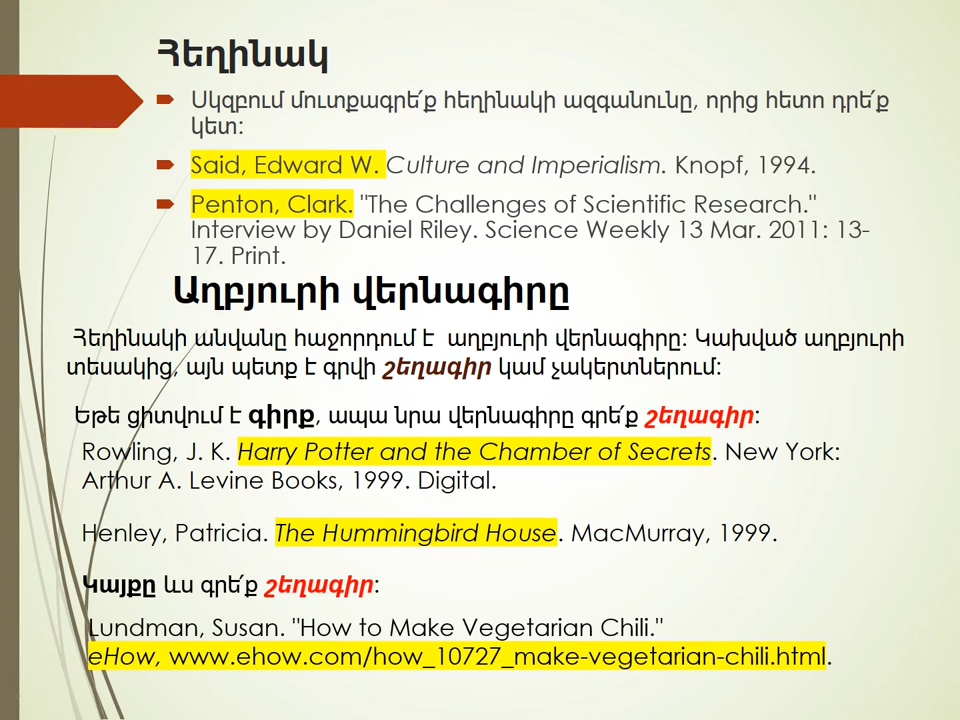 Հեղինակ
Սկզբում մուտքագրե՛ք հեղինակի ազգանունը, որից հետո դրե՛ք
կետ:
Said, Edward W. Culture and Imperialism. Knopf, 1994.
Penton, Clark. "The Challenges of Scientific Research."
Interview by Daniel Riley. Science Weekly 13 Mar. 2011: 13-
17. Print.
Աղբյուրի վերնագիրը
Հեղինակի անվանը հաջորդում է աղբյուրի վերնագիրը: Կախված աղբյուրի
տեսակից, այն պետք է գրվի շեղագիր կամ չակերտներում:
Եթե ցիտվում է գիրք, ապա նրա վերնագիրը գրե՛ք շեղագիր:
Rowling, J. K. Harry Potter and the Chamber of Secrets. New York:
Arthur A. Levine Books, 1999. Digital.
Henley, Patricia. The Hummingbird House. MacMurray, 1999.
Կայքը ևս գրե՛ք շեղագիր:
Lundman, Susan. "How to Make Vegetarian Chili."
eHow, www.ehow.com/how_10727_make-vegetarian-chili.html.